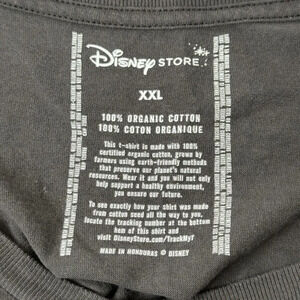 Disney STORE
XXL
100% ORGANIC COTTON
100% COTON ORGANIQUE
This t-shirt is made with 100%
certified organic cotton, grown by
farmers using earth-friendly methods
that preserve our planet's natural
resources. Wear it and you will not only
help support a healthy environment,
you ensure our future.
To see exactly how your shirt was made
from cotton seed all the way to you,
locate the tracking number at the bottom
hem of this shirt and
visit DisneyStore.com/TrackMyT
MADE IN HONDURAS © DISNEY